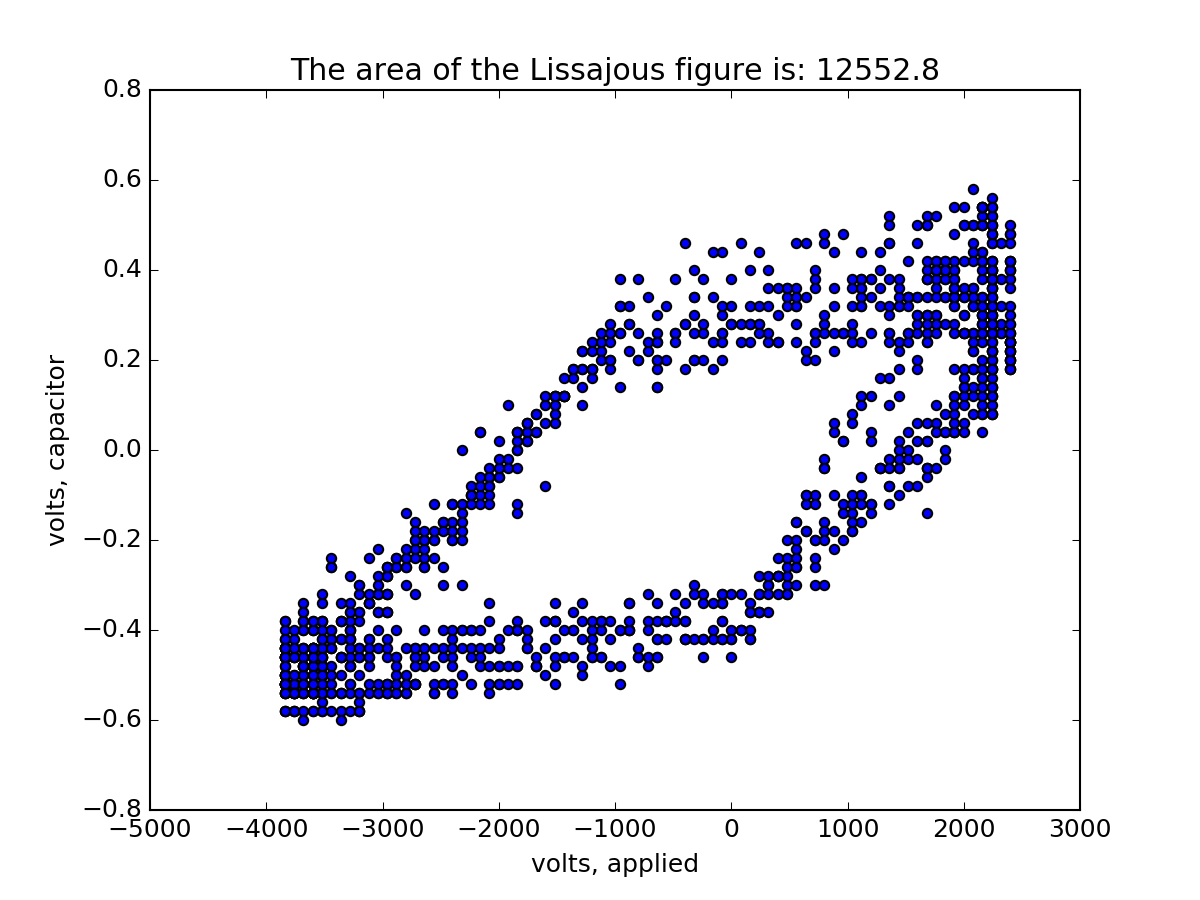 The area of the Lissajous figure is: 12552.8
0.8
0.6
0.4
0.2
0.0
−0.2
−0.4
−0.6
−0.8
volts, capacitor
−5000 −4000 −3000 −2000 −1000 0 1000 2000 3000
volts, applied